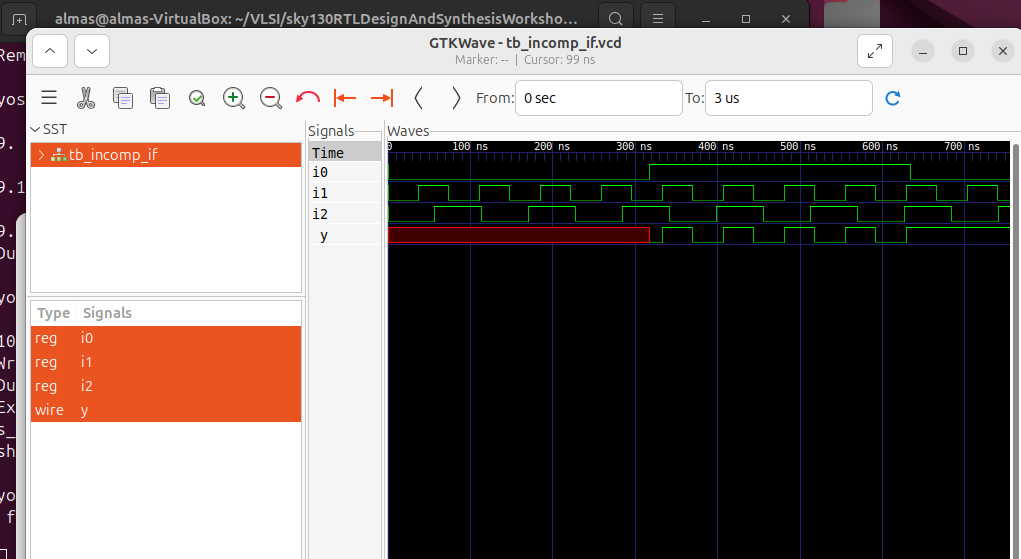 almas@almas-VirtualBox: ~/VLSI/sky130RTLDesignAndSynthesisWorksho...
GTKWave - tb_incomp_if.vcd
Marker: -- | Cursor: 99 ns
From: 0 sec
To: 3 us
Rem
yos
9.
9.1
9.
Du
yo
10
Wr
Du
Ex
s_
sh
yo
f
SST
tb_incomp_if
Type Signals
reg i0
reg i1
reg i2
wire y
Signals
Time
i0
i1
i2
y
Waves
0 100 ns 200 ns 300 ns 400 ns 500 ns 600 ns 700 ns